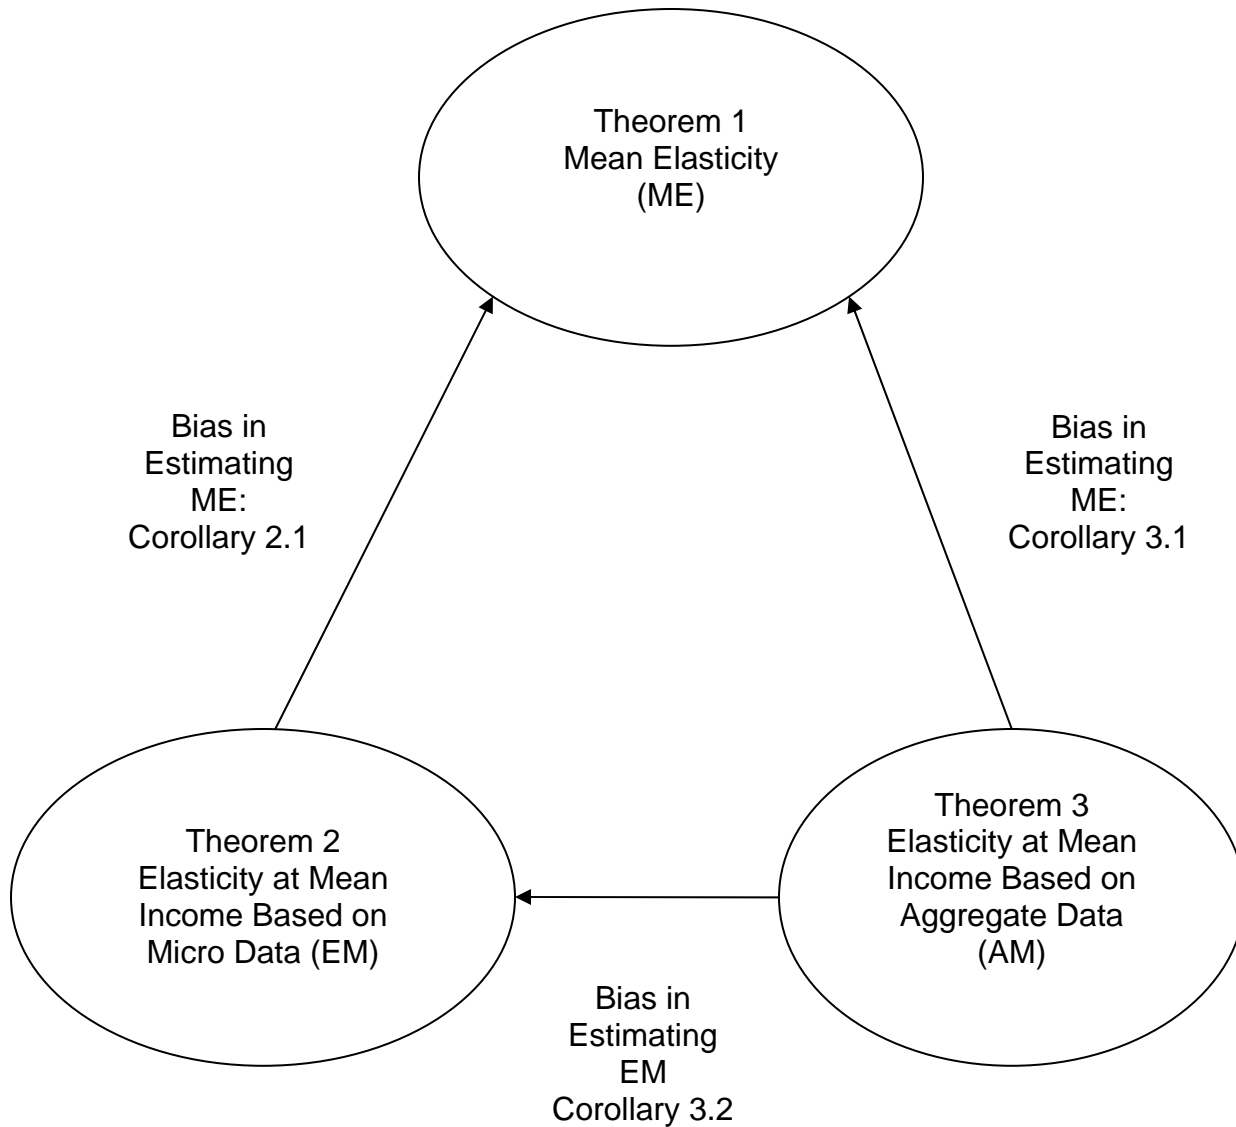 Theorem 1
Mean Elasticity
(ME)
Bias in
Estimating
ME:
Corollary 2.1
Bias in
Estimating
ME:
Corollary 3.1
Theorem 2
Elasticity at Mean
Income Based on
Micro Data (EM)
Theorem 3
Elasticity at Mean
Income Based on
Aggregate Data
(AM)
Bias in
Estimating
EM
Corollary 3.2